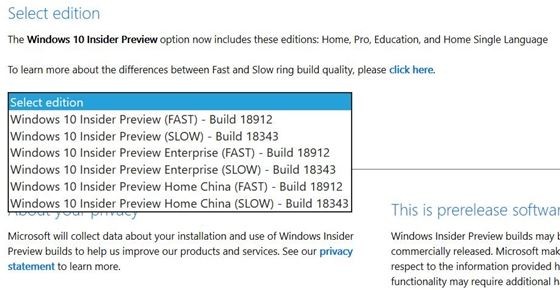 Select edition
The Windows 10 Insider Preview option now includes these editions: Home, Pro, Education, and Home Single Language
To learn more about the differences between Fast and Slow ring build quality, please click here.
Select edition
Windows 10 Insider Preview (FAST) - Build 18912
Windows 10 Insider Preview (SLOW) - Build 18343
Windows 10 Insider Preview Enterprise (FAST) - Build 18912
Windows 10 Insider Preview Enterprise (SLOW) - Build 18343
Windows 10 Insider Preview Home China (FAST) - Build 18912
Windows 10 Insider Preview Home China (SLOW) - Build 18343
About your privacy
Microsoft will collect data about your installation and use of Windows Insider
Preview builds to help us improve our products and services. See our privacy
statement to learn more.
This is prerelease softwar
Windows Insider Preview builds may b
commercially released. Microsoft mak
respect to the information provided h
functionality may require additional h